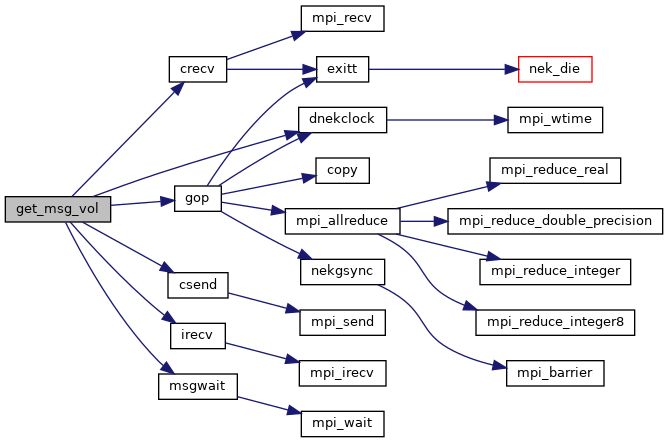 mpi_recv
crecv
exitt
nek_die
dnekclock
mpi_wtime
copy
mpi_reduce_real
get_msg_vol
gop
mpi_allreduce
mpi_reduce_double_precision
nekgsync
mpi_reduce_integer
csend
mpi_send
mpi_reduce_integer8
irecv
mpi_irecv
mpi_barrier
msgwait
mpi_wait